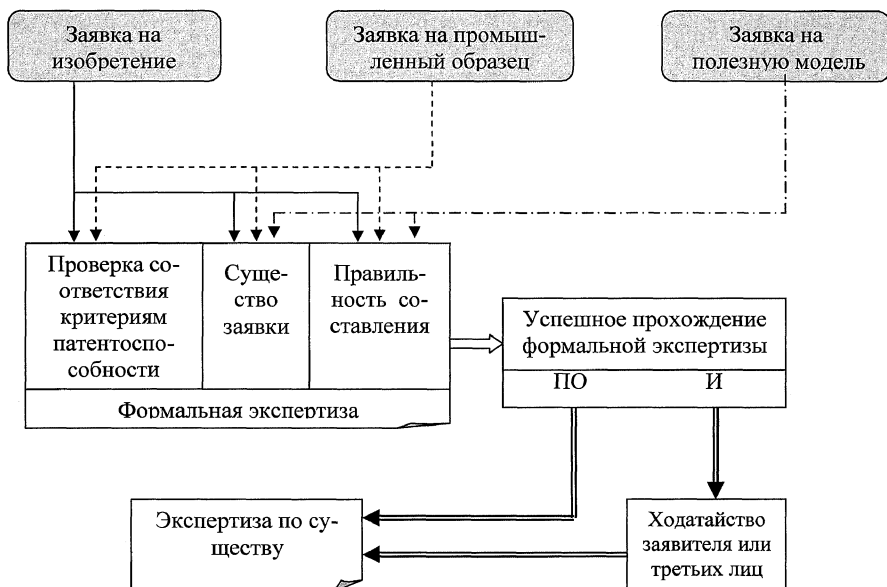 Заявка на
изобретение
Заявка на промыш-
ленный образец
Заявка на
полезную модель
Проверка со-
ответствия
критериям
патентоспо-
собности
Суще-
ство
заявки
Правиль-
ность со-
ставления
Формальная экспертиза
Успешное прохождение
формальной экспертизы
ПО И
Экспертиза по су-
ществу
Ходатайство
заявителя или
третьих лиц